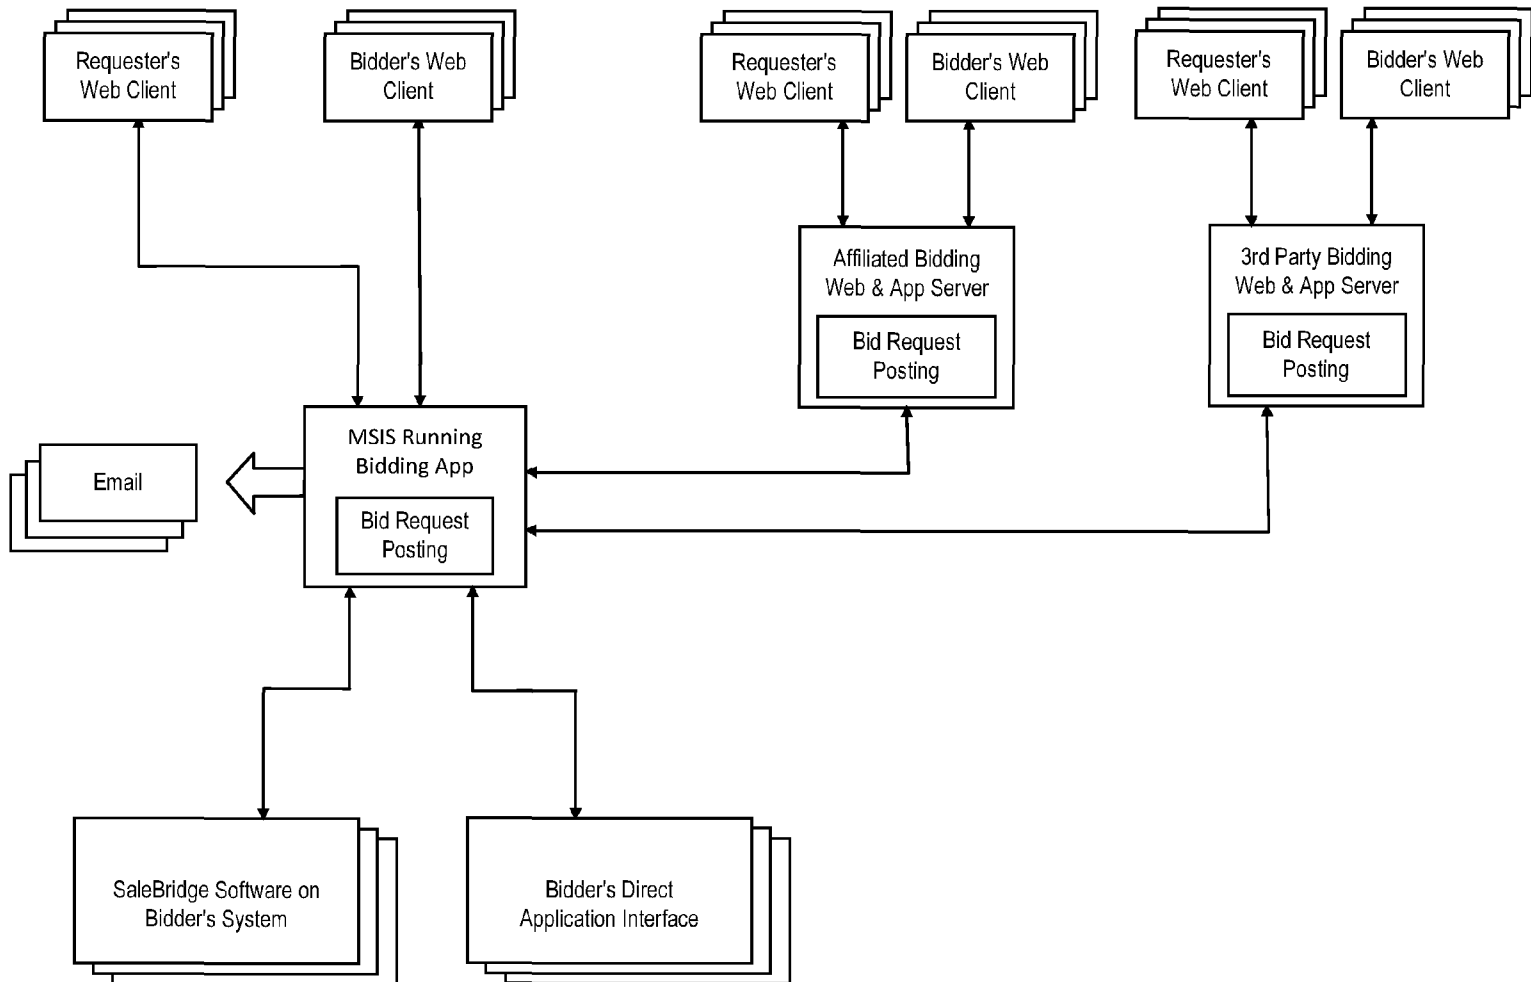 Requester's
Web Client
Bidder's Web
Client
Requester's
Web Client
Bidder's Web
Client
Requester's
Web Client
Bidder's Web
Client
Affiliated Bidding
Web & App Server
Bid Request
Posting
3rd Party Bidding
Web & App Server
Bid Request
Posting
MSIS Running
Bidding App
Bid Request
Posting
Email
SaleBridge Software on
Bidder's System
Bidder's Direct
Application Interface